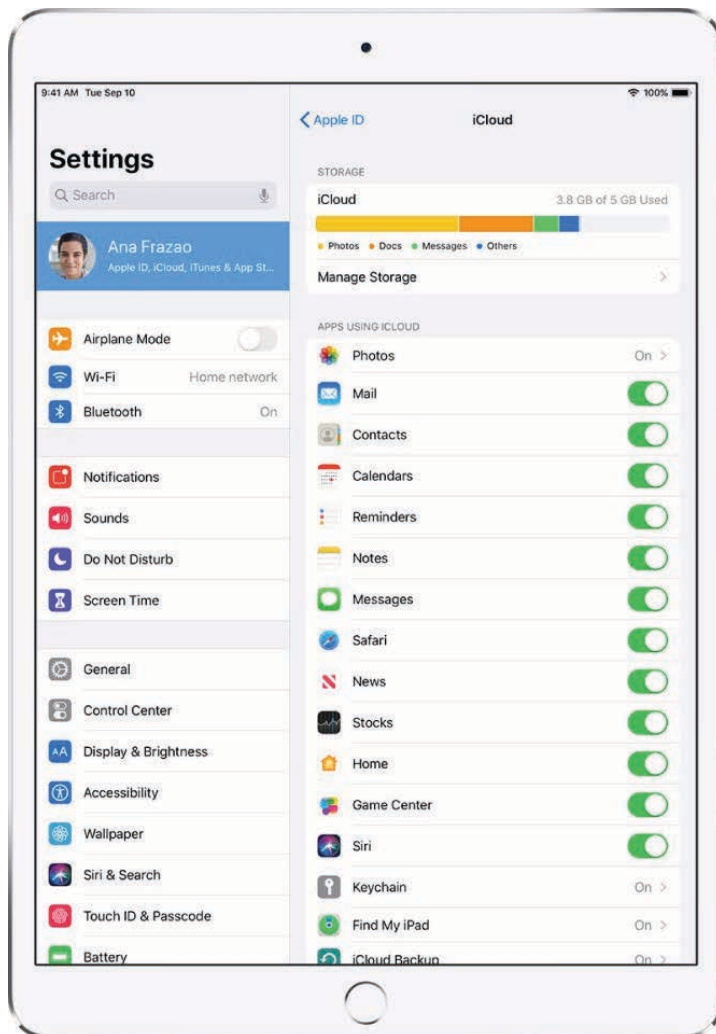 9:41 AM Tue Sep 10
100%
Settings
Search
Ana Frazao
Apple ID, iCloud, iTunes & App St...
Airplane Mode
Wi-Fi Home network
Bluetooth On
Notifications
Sounds
Do Not Disturb
Screen Time
General
Control Center
AA Display & Brightness
Accessibility
Wallpaper
Siri & Search
Touch ID & Passcode
Battery
Apple ID iCloud
STORAGE
iCloud 3.8 GB of 5 GB Used
Photos Docs Messages Others
Manage Storage
APPS USING ICLOUD
Photos On
Mail
Contacts
Calendars
Reminders
Notes
Messages
Safari
News
Stocks
Home
Game Center
Siri
Keychain On
Find My iPad On
iCloud Backup On